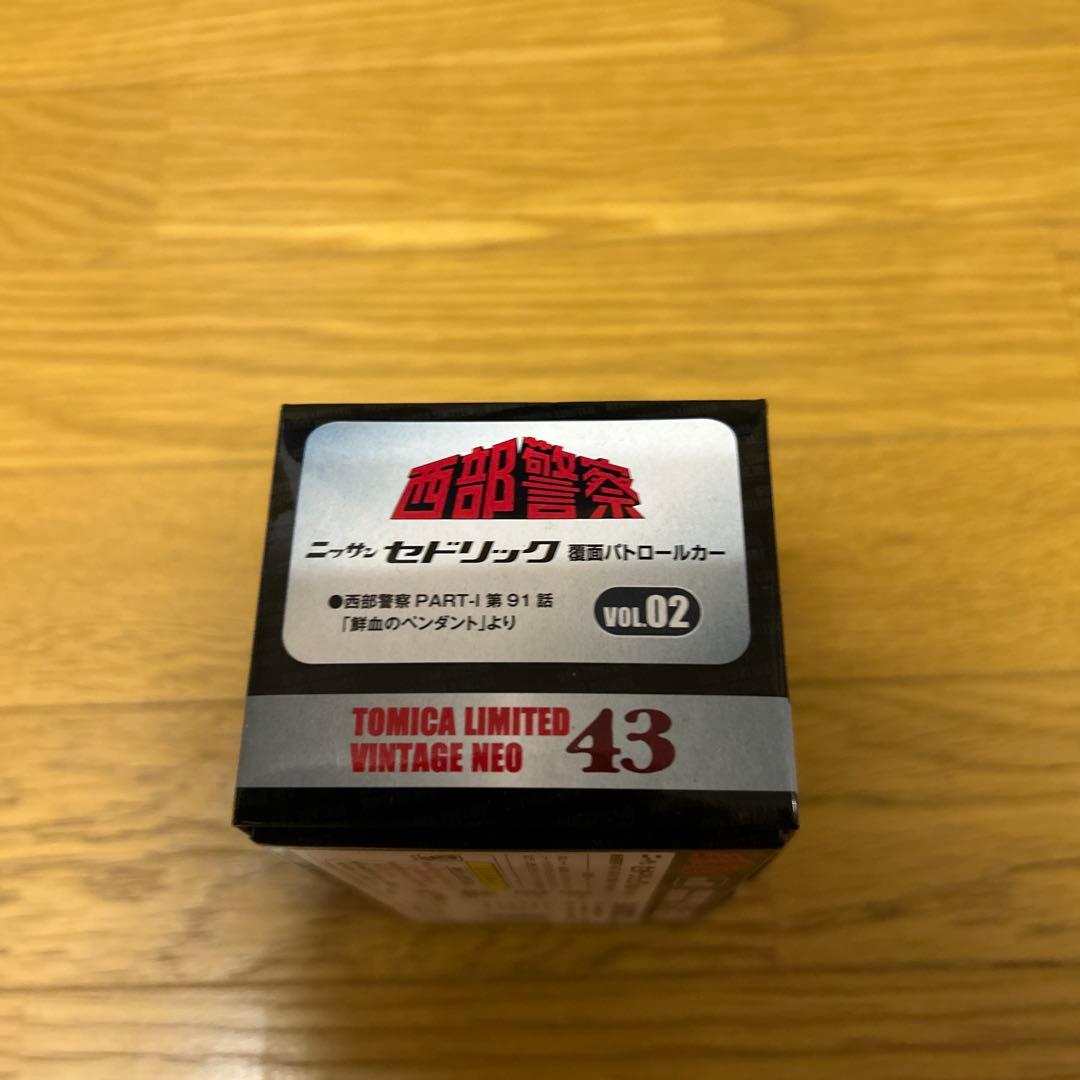 西部警察
ニッサン セドリック 覆面パトロールカー
●西部警察 PART-I 第91話
「鮮血のペンダント」より
VOL.02
TOMICA LIMITED
VINTAGE NEO 43